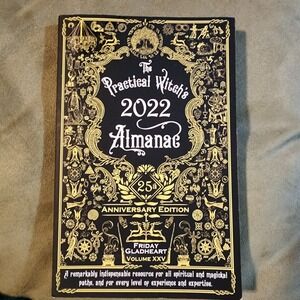 The
Practical Witch's
2022
Almanac
25
ANNIVERSARY EDITION
FRIDAY
GLADHEART
VOLUME XXV
A remarkably indispensable resource for all spiritual and magickal
paths, and for every level of experience and expertise.